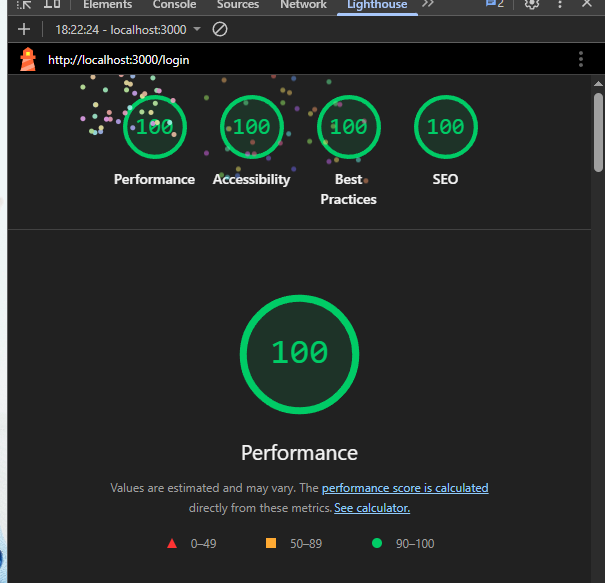 Elements Console Sources Network Lighthouse 2
18:22:24 - localhost:3000
http://localhost:3000/login
100 100 100 100
Performance Accessibility Best Practices SEO
100
Performance
Values are estimated and may vary. The performance score is calculated
directly from these metrics. See calculator.
0–49 50–89 90–100